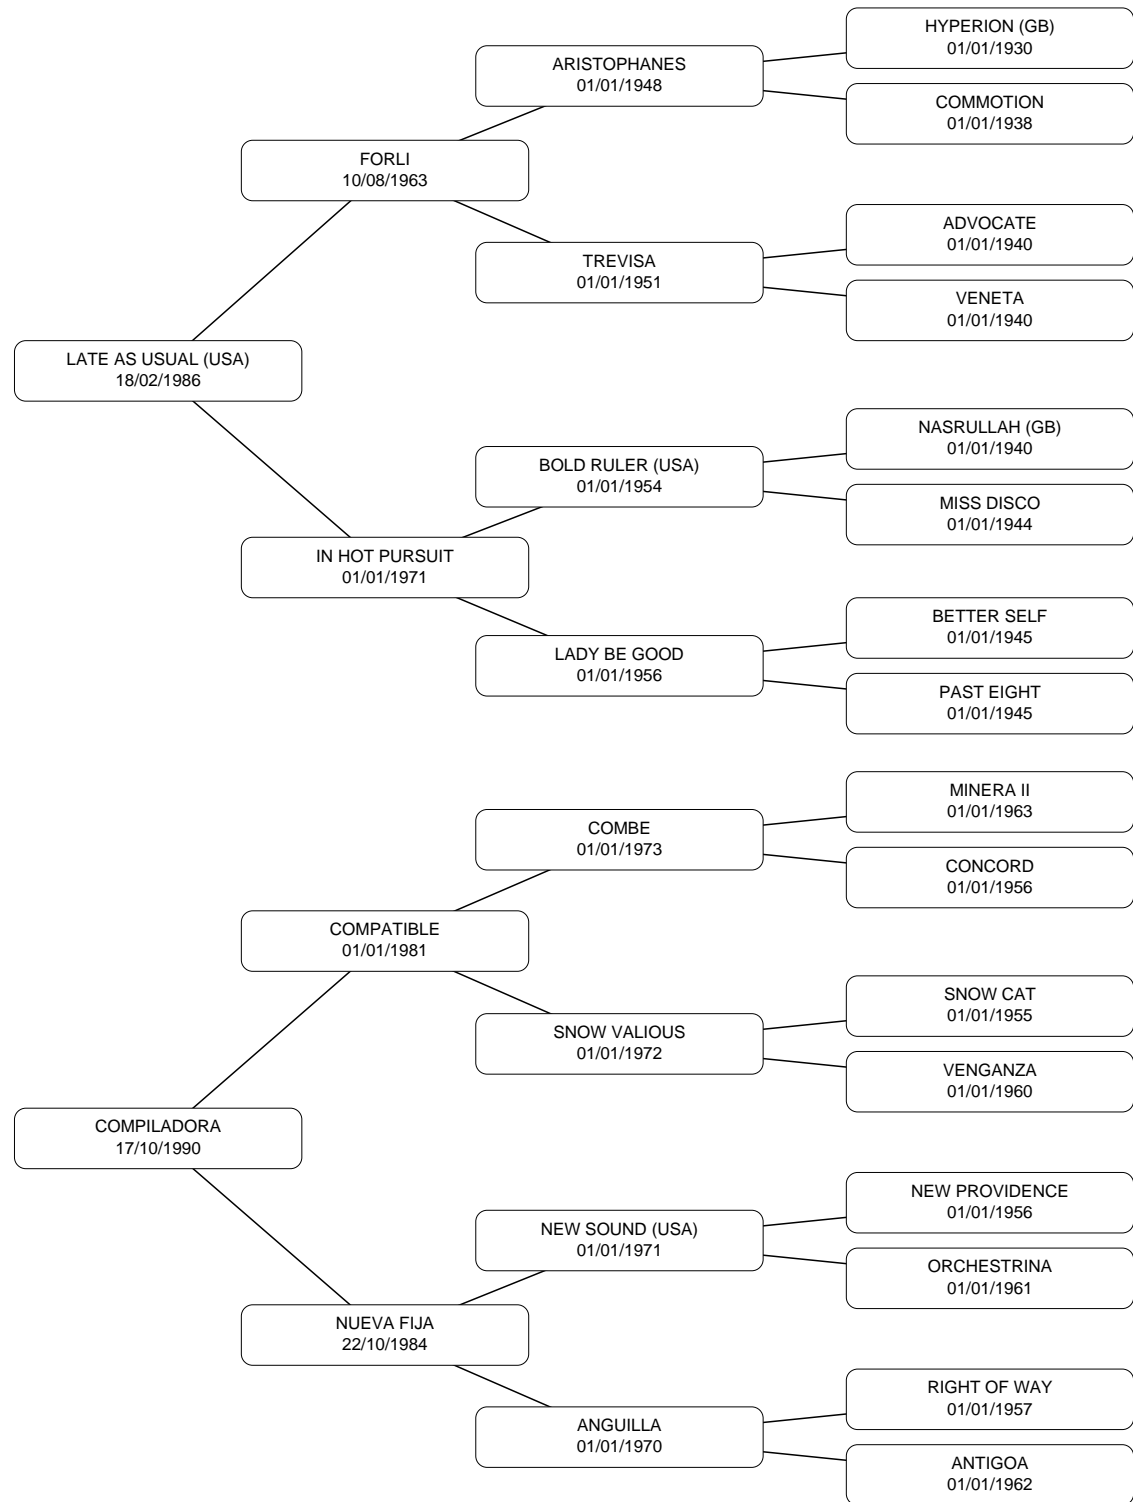 HYPERION (GB)
01/01/1930
ARISTOPHANES
01/01/1948
COMMOTION
01/01/1938
FORLI
10/08/1963
ADVOCATE
01/01/1940
TREVISA
01/01/1951
VENETA
01/01/1940
LATE AS USUAL (USA)
18/02/1986
NASRULLAH (GB)
01/01/1940
BOLD RULER (USA)
01/01/1954
MISS DISCO
01/01/1944
IN HOT PURSUIT
01/01/1971
BETTER SELF
01/01/1945
LADY BE GOOD
01/01/1956
PAST EIGHT
01/01/1945
MINERA II
01/01/1963
COMBE
01/01/1973
CONCORD
01/01/1956
COMPATIBLE
01/01/1981
SNOW CAT
01/01/1955
SNOW VALIOUS
01/01/1972
VENGANZA
01/01/1960
COMPILADORA
17/10/1990
NEW PROVIDENCE
01/01/1956
NEW SOUND (USA)
01/01/1971
ORCHESTRINA
01/01/1961
NUEVA FIJA
22/10/1984
RIGHT OF WAY
01/01/1957
ANGUILLA
01/01/1970
ANTIGOA
01/01/1962